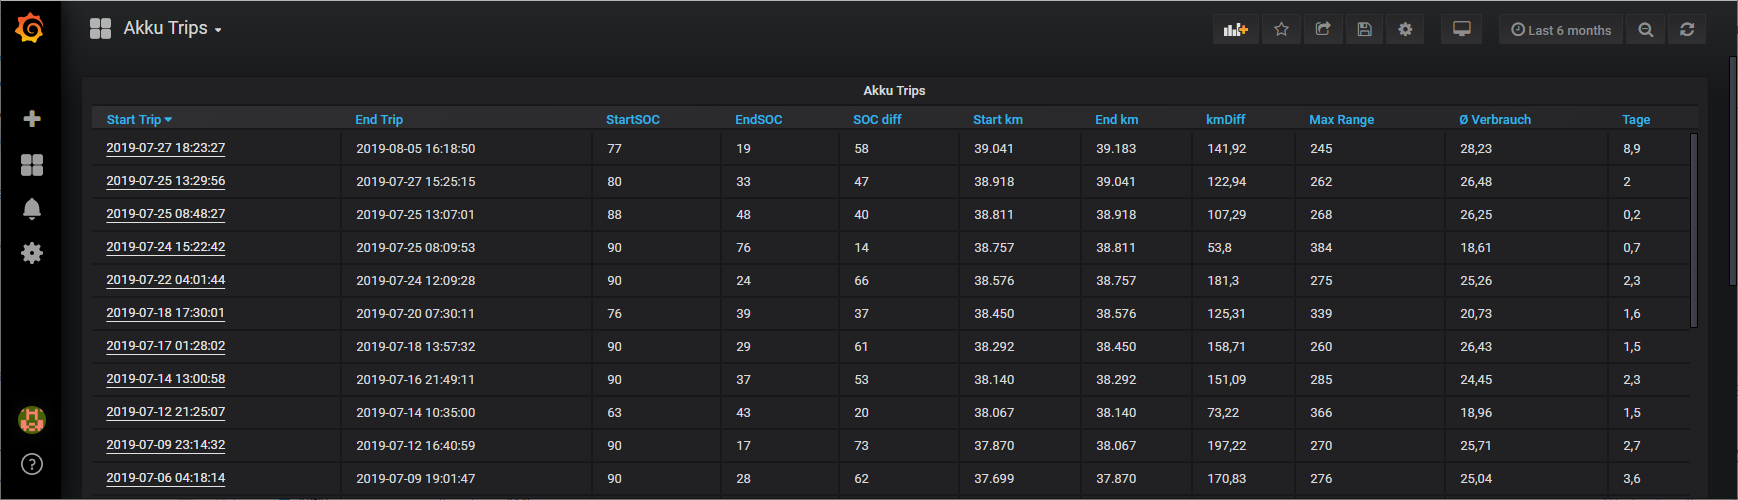 Akku Trips
Last 6 months
Akku Trips
Start Trip End Trip StartSOC EndSOC SOC diff Start km End km kmDiff Max Range Ø Verbrauch Tage
2019-07-27 18:23:27 2019-08-05 16:18:50 77 19 58 39.041 39.183 141,92 245 28,23 8,9
2019-07-25 13:29:56 2019-07-27 15:25:15 80 33 47 38.918 39.041 122,94 262 26,48 2
2019-07-25 08:48:27 2019-07-25 13:07:01 88 48 40 38.811 38.918 107,29 268 26,25 0,2
2019-07-24 15:22:42 2019-07-25 08:09:53 90 76 14 38.757 38.811 53,8 384 18,61 0,7
2019-07-22 04:01:44 2019-07-24 12:09:28 90 24 66 38.576 38.757 181,3 275 25,26 2,3
2019-07-18 17:30:01 2019-07-20 07:30:11 76 39 37 38.450 38.576 125,31 339 20,73 1,6
2019-07-17 01:28:02 2019-07-18 13:57:32 90 29 61 38.292 38.450 158,71 260 26,43 1,5
2019-07-14 13:00:58 2019-07-16 21:49:11 90 37 53 38.140 38.292 151,09 285 24,45 2,3
2019-07-12 21:25:07 2019-07-14 10:35:00 63 43 20 38.067 38.140 73,22 366 18,96 1,5
2019-07-09 23:14:32 2019-07-12 16:40:59 90 17 73 37.870 38.067 197,22 270 25,71 2,7
2019-07-06 04:18:14 2019-07-09 19:01:47 90 28 62 37.699 37.870 170,83 276 25,04 3,6